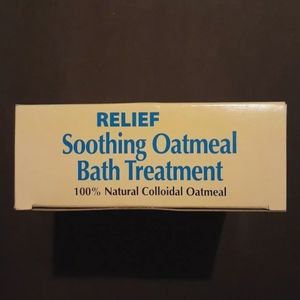 RELIEF
Soothing Oatmeal
Bath Treatment
100% Natural Colloidal Oatmeal